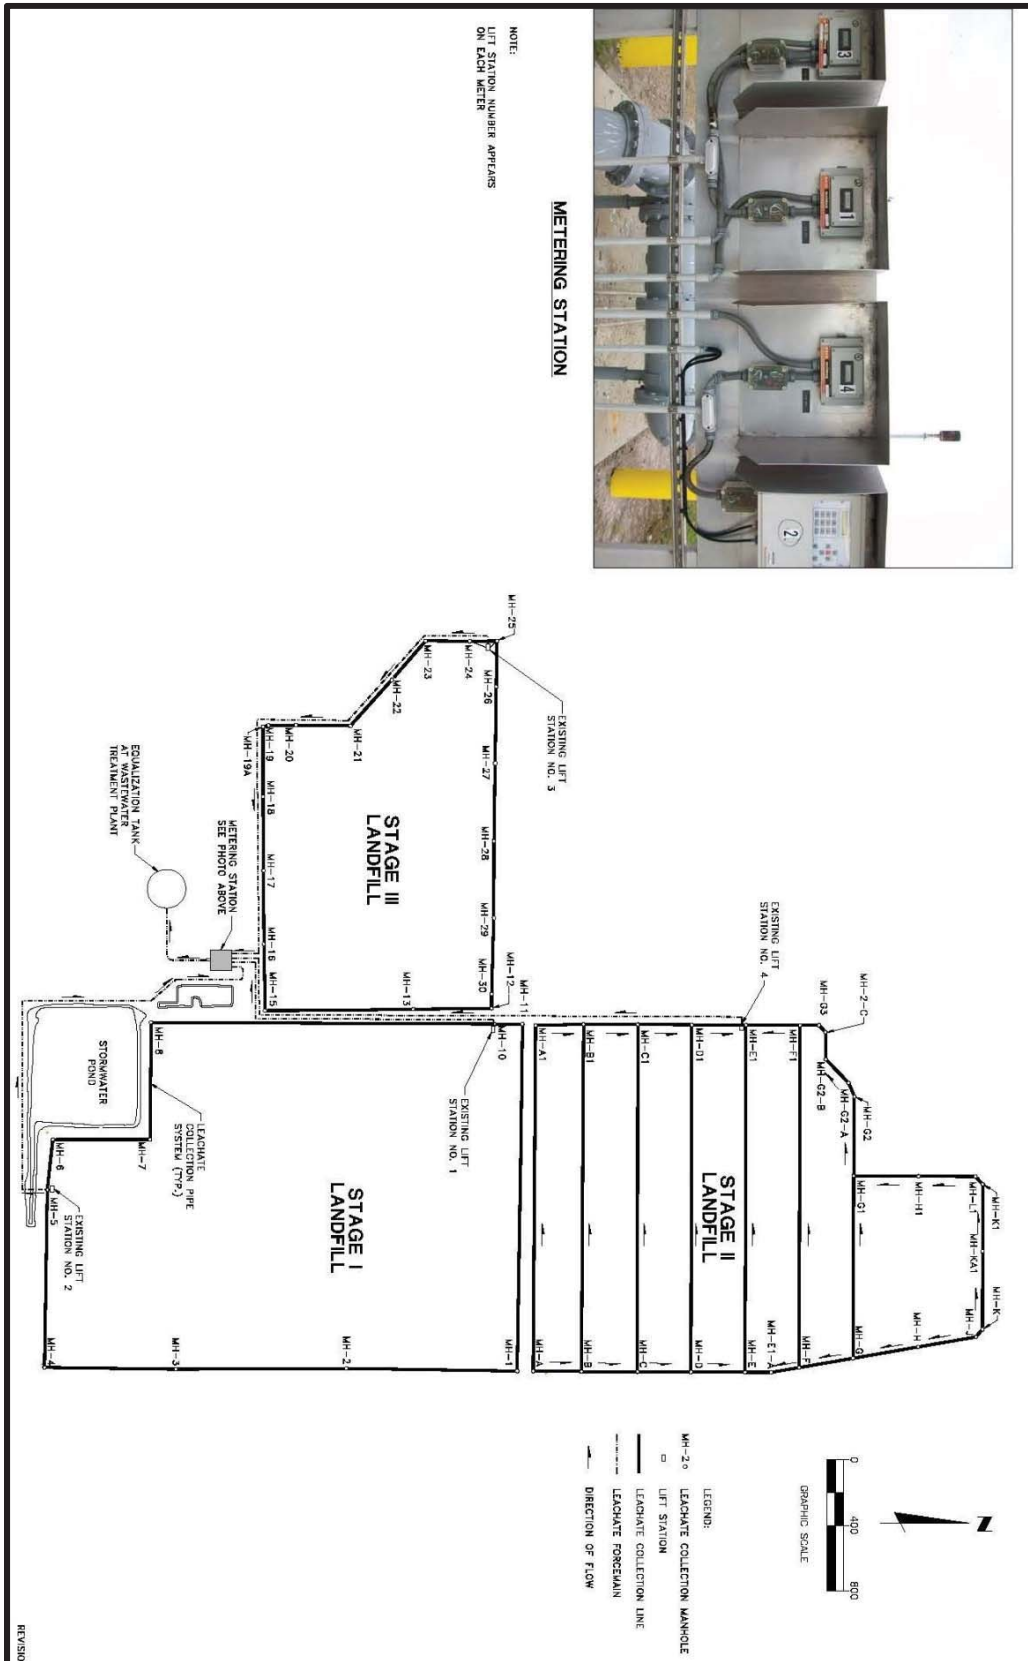 3
1
4
2
METERING STATION
NOTE:
LIFT STATION NUMBER APPEARS
ON EACH METER
N
0
400
800
GRAPHIC SCALE
MH-K1
MH-L1
MH-KA1
MH-K
MH-J
MH-H1
MH-H
MH-2-C
MH-G3
MH-G2
MH-G2-A
MH-G2-B
MH-G1
MH-G
MH-F1
MH-F
MH-E1-A
EXISTING LIFT
STATION NO. 4
MH-E1
MH-E
STAGE II
LANDFILL
MH-D1
MH-D
MH-C1
MH-C
MH-B1
MH-B
MH-A1
MH-A
EXISTING LIFT
STATION NO. 3
MH-25
MH-26
MH-27
MH-28
MH-29
MH-30
MH-12
MH-11
MH-10
MH-1
EXISTING LIFT
STATION NO. 1
MH-24
MH-23
MH-22
MH-21
STAGE III
LANDFILL
MH-13
MH-20
MH-19
MH-19A
MH-18
MH-17
MH-16
MH-15
STAGE I
LANDFILL
MH-2
METERING STATION
SEE PHOTO ABOVE
EQUALIZATION TANK
AT WASTEWATER
TREATMENT PLANT
MH-8
LEACHATE
COLLECTION PIPE
SYSTEM (TYP.)
MH-7
MH-3
STORMWATER
POND
MH-6
MH-5
EXISTING LIFT
STATION NO. 2
MH-4
LEGEND:
MH-2 LEACHATE COLLECTION MANHOLE
LIFT STATION
LEACHATE COLLECTION LINE
LEACHATE FORCEMAIN
DIRECTION OF FLOW